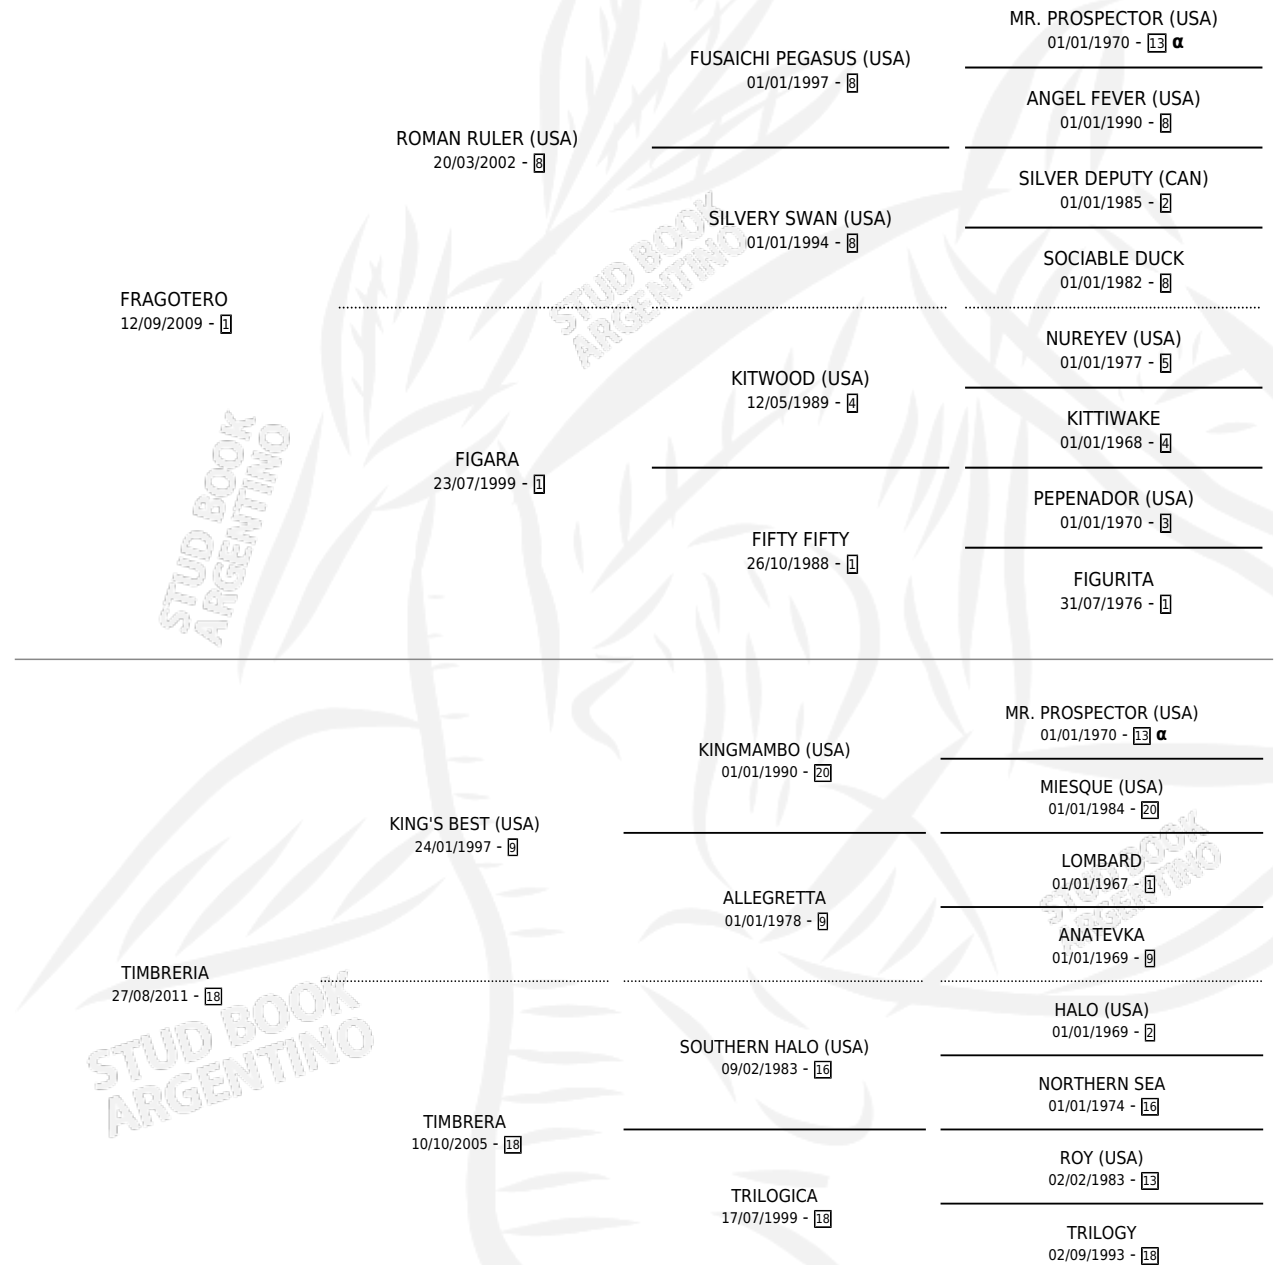 MR. PROSPECTOR (USA)
01/01/1970 - 13 α
FUSAICHI PEGASUS (USA)
01/01/1997 - 8
ANGEL FEVER (USA)
01/01/1990 - 8
ROMAN RULER (USA)
20/03/2002 - 8
SILVER DEPUTY (CAN)
01/01/1985 - 2
SILVERY SWAN (USA)
01/01/1994 - 8
SOCIABLE DUCK
01/01/1982 - 8
FRAGOTERO
12/09/2009 - 1
NUREYEV (USA)
01/01/1977 - 5
KITWOOD (USA)
12/05/1989 - 4
KITTIWAKE
01/01/1968 - 4
FIGARA
23/07/1999 - 1
PEPENADOR (USA)
01/01/1970 - 3
FIFTY FIFTY
26/10/1988 - 1
FIGURITA
31/07/1976 - 1
MR. PROSPECTOR (USA)
01/01/1970 - 13 α
KINGMAMBO (USA)
01/01/1990 - 20
MIESQUE (USA)
01/01/1984 - 20
KING'S BEST (USA)
24/01/1997 - 9
LOMBARD
01/01/1967 - 1
ALLEGRETTA
01/01/1978 - 9
ANATEVKA
01/01/1969 - 9
TIMBRERIA
27/08/2011 - 18
HALO (USA)
01/01/1969 - 2
SOUTHERN HALO (USA)
09/02/1983 - 16
NORTHERN SEA
01/01/1974 - 16
TIMBRERA
10/10/2005 - 18
ROY (USA)
02/02/1983 - 13
TRILOGICA
17/07/1999 - 18
TRILOGY
02/09/1993 - 18
STUD BOOK
ARGENTINO
STUD BOOK
ARGENTINO
STUD BOOK
ARGENTINO
STUD BOOK
ARGENTINO